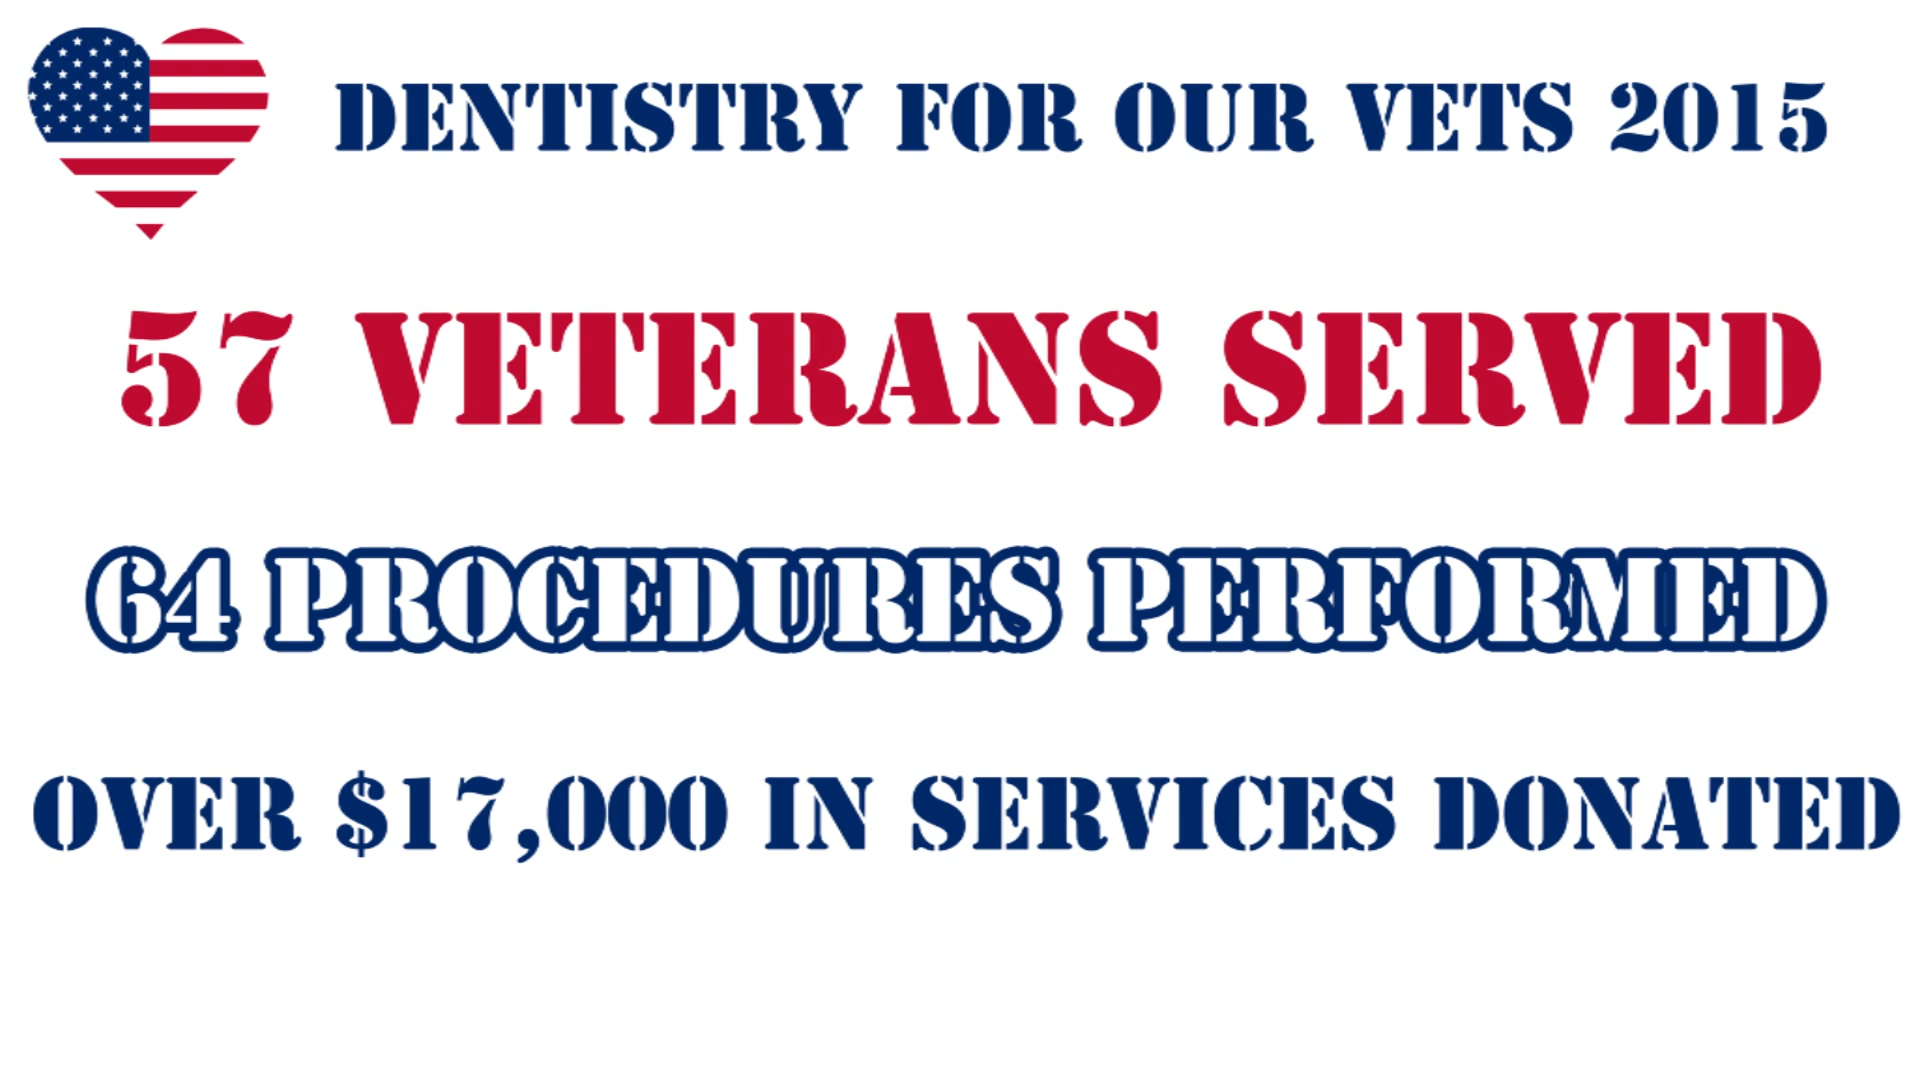 DENTISTRY FOR OUR VETS 2015
57 VETERANS SERVED
64 PROCEDURES PERFORMED
OVER $17,000 IN SERVICES DONATED